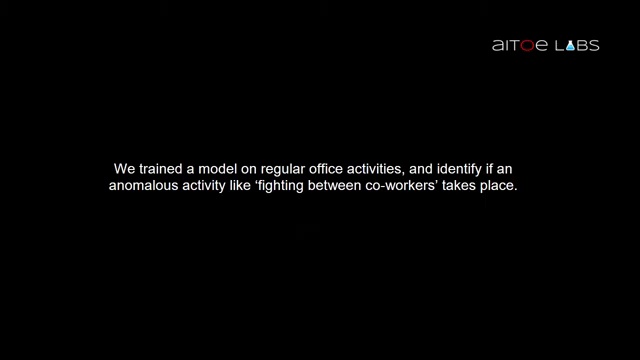 AITOE LABS
We trained a model on regular office activities, and identify if an
anomalous activity like ‘fighting between co-workers’ takes place.